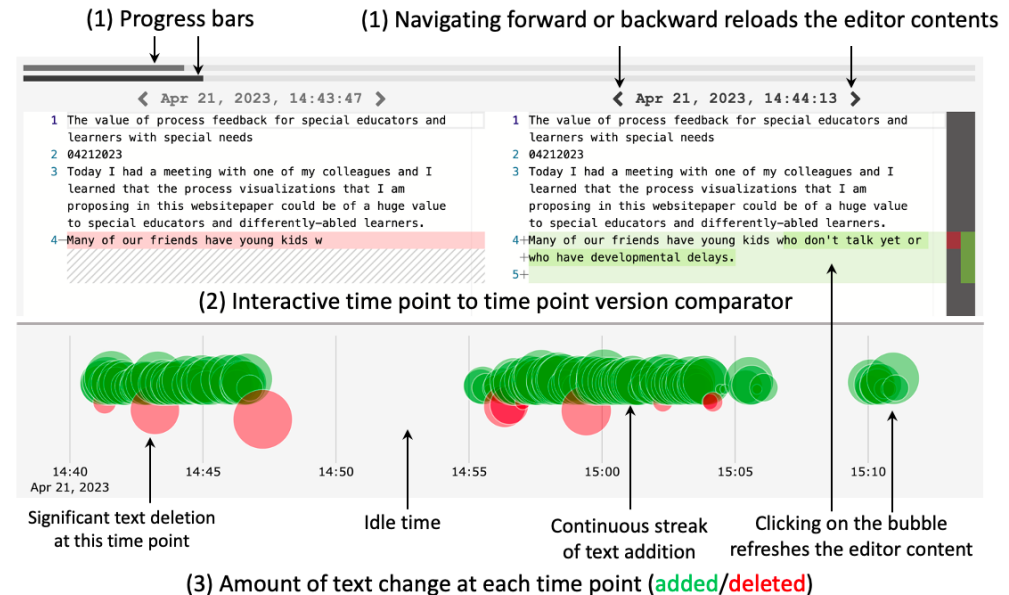 (1) Progress bars
(1) Navigating forward or backward reloads the editor contents
Apr 21, 2023, 14:43:47
Apr 21, 2023, 14:44:13
1 The value of process feedback for special educators and
learners with special needs
2 04212023
3 Today I had a meeting with one of my colleagues and I
learned that the process visualizations that I am
proposing in this websitepaper could be of a huge value
to special educators and differently-abled learners.
4—Many of our friends have young kids w
1 The value of process feedback for special educators and
learners with special needs
2 04212023
3 Today I had a meeting with one of my colleagues and I
learned that the process visualizations that I am
proposing in this websitepaper could be of a huge value
to special educators and differently-abled learners.
4+Many of our friends have young kids who don't talk yet or
+who have developmental delays.
5+
(2) Interactive time point to time point version comparator
14:40 14:45 14:50 14:55 15:00 15:05 15:10
Apr 21, 2023
Significant text deletion
at this time point
Idle time
Continuous streak
of text addition
Clicking on the bubble
refreshes the editor content
(3) Amount of text change at each time point (added/deleted)